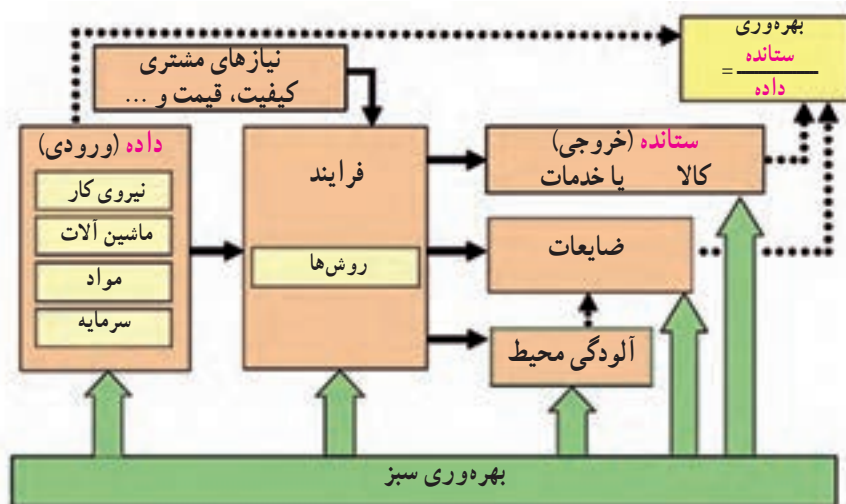 بهره‌وری
ستانده
=
داده
نیازهای مشتری
کیفیت، قیمت و ...
داده (ورودی)
نیروی کار
ماشین آلات
مواد
سرمایه
فرایند
روش‌ها
ستانده (خروجی)
کالا یا خدمات
ضایعات
آلودگی محیط
بهره‌وری سبز